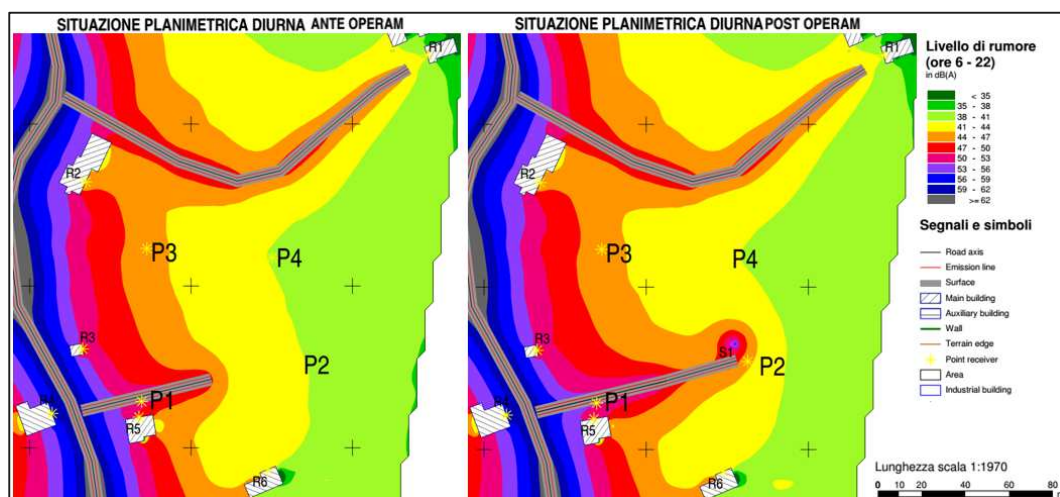 SITUAZIONE PLANIMETRICA DIURNA ANTE OPERAM
R1
R2
P3
P4
R3
P2
R4
P1
R5
R6
SITUAZIONE PLANIMETRICA DIURNA POST OPERAM
R1
R2
P3
P4
R3
S1
P2
R4
P1
R5
R6
Livello di rumore
(ore 6 - 22)
in dB(A)
< 35
35 - 38
38 - 41
41 - 44
44 - 47
47 - 50
50 - 53
53 - 56
56 - 59
59 - 62
>= 62
Segnali e simboli
Road axis
Emission line
Surface
Main building
Auxiliary building
Wall
Terrain edge
Point receiver
Area
Industrial building
Lunghezza scala 1:1970
0 10 20 40 60 80